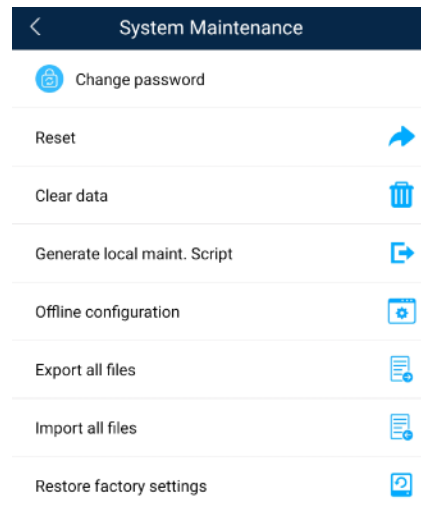 System Maintenance
Change password
Reset
Clear data
Generate local maint. Script
Offline configuration
Export all files
Import all files
Restore factory settings